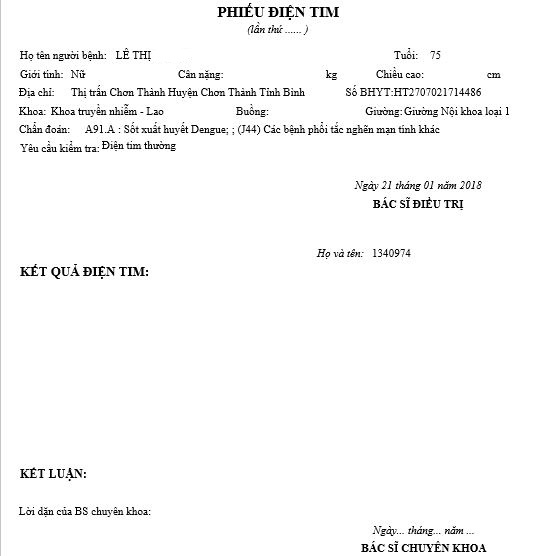 PHIẾU ĐIỆN TIM
(lần thứ ...... )
Họ tên người bệnh: LÊ THỊ Tuổi: 75
Giới tính: Nữ Cân nặng: kg Chiều cao: cm
Địa chỉ: Thị trấn Chơn Thành Huyện Chơn Thành Tỉnh Bình Số BHYT:HT2707021714486
Khoa: Khoa truyền nhiễm - Lao Buồng: Giường: Giường Nội khoa loại 1
Chẩn đoán: A91.A : Sốt xuất huyết Dengue; ; (J44) Các bệnh phổi tắc nghẽn mạn tính khác
Yêu cầu kiểm tra: Điện tim thường
Ngày 21 tháng 01 năm 2018
BÁC SĨ ĐIỀU TRỊ
Họ và tên: 1340974
KẾT QUẢ ĐIỆN TIM:
KẾT LUẬN:
Lời dặn của BS chuyên khoa:
Ngày... tháng... năm ...
BÁC SĨ CHUYÊN KHOA